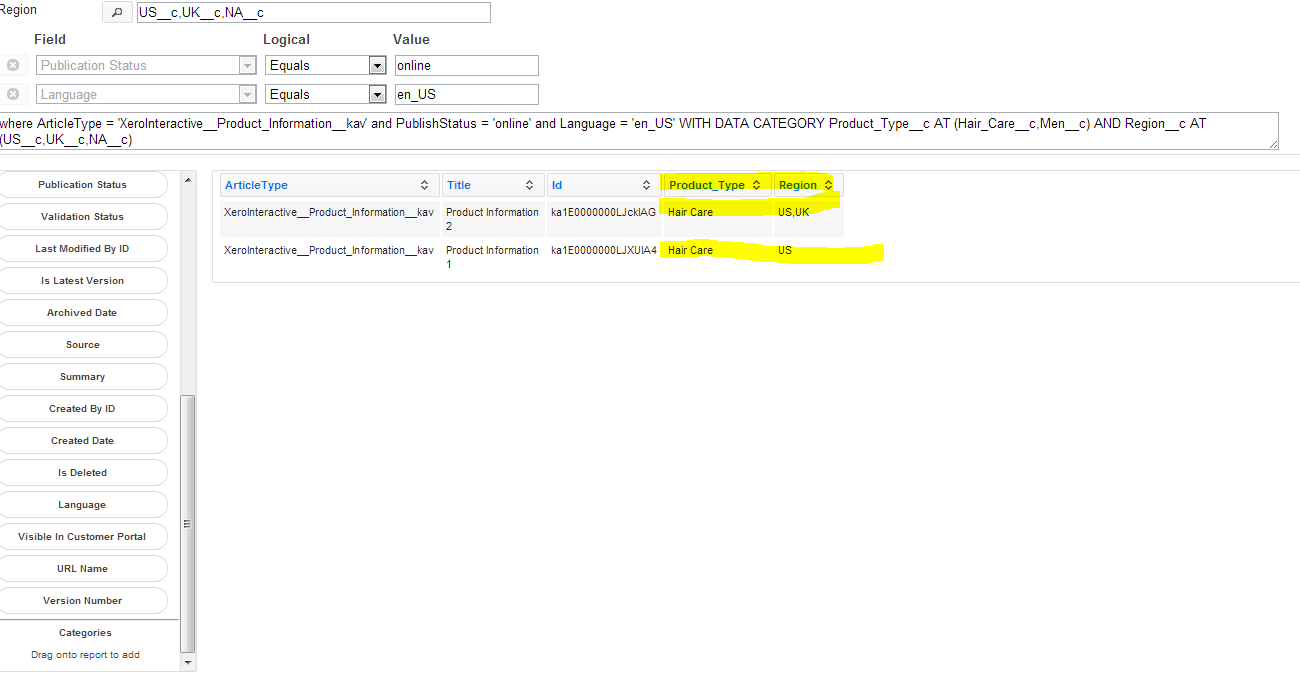 Region US__c,UK__c,NA__c
Field Logical Value
Publication Status Equals online
Language Equals en_US
where ArticleType = 'XeroInteractive__Product_Information__kav' and PublishStatus = 'online' and Language = 'en_US' WITH DATA CATEGORY Product_Type__c AT (Hair_Care__c,Men__c) AND Region__c AT
(US__c,UK__c,NA__c)
Publication Status
Validation Status
Last Modified By ID
Is Latest Version
Archived Date
Source
Summary
Created By ID
Created Date
Is Deleted
Language
Visible In Customer Portal
URL Name
Version Number
Categories
Drag onto report to add
ArticleType Title Id Product_Type Region
XeroInteractive__Product_Information__kav Product Information ka1E0000000LJckIAG Hair Care US,UK
2
XeroInteractive__Product_Information__kav Product Information ka1E0000000LJXUIA4 Hair Care US
1